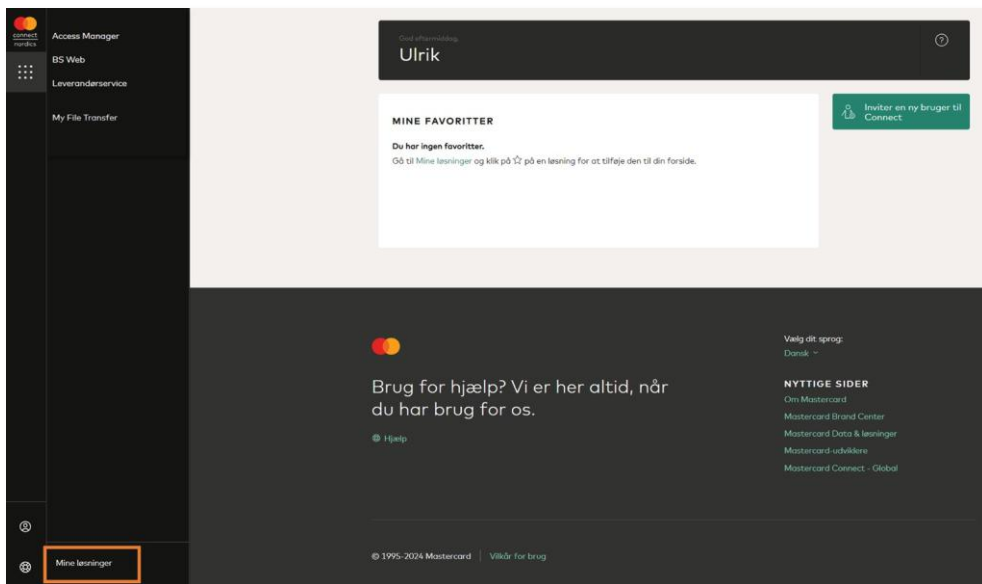 connect
nordics
Access Manager
BS Web
Leverandørservice
My File Transfer
Mine løsninger
God eftermiddag,
Ulrik
MINE FAVORITTER
Du har ingen favoritter.
Gå til Mine løsninger og klik på ☆ på en løsning for at tilføje den til din forside.
Inviter en ny bruger til
Connect
Brug for hjælp? Vi er her altid, når
du har brug for os.
Hjælp
Vælg dit sprog:
Dansk
NYTTIGE SIDER
Om Mastercard
Mastercard Brand Center
Mastercard Data & løsninger
Mastercard-udviklere
Mastercard Connect - Global
© 1995-2024 Mastercard | Vilkår for brug